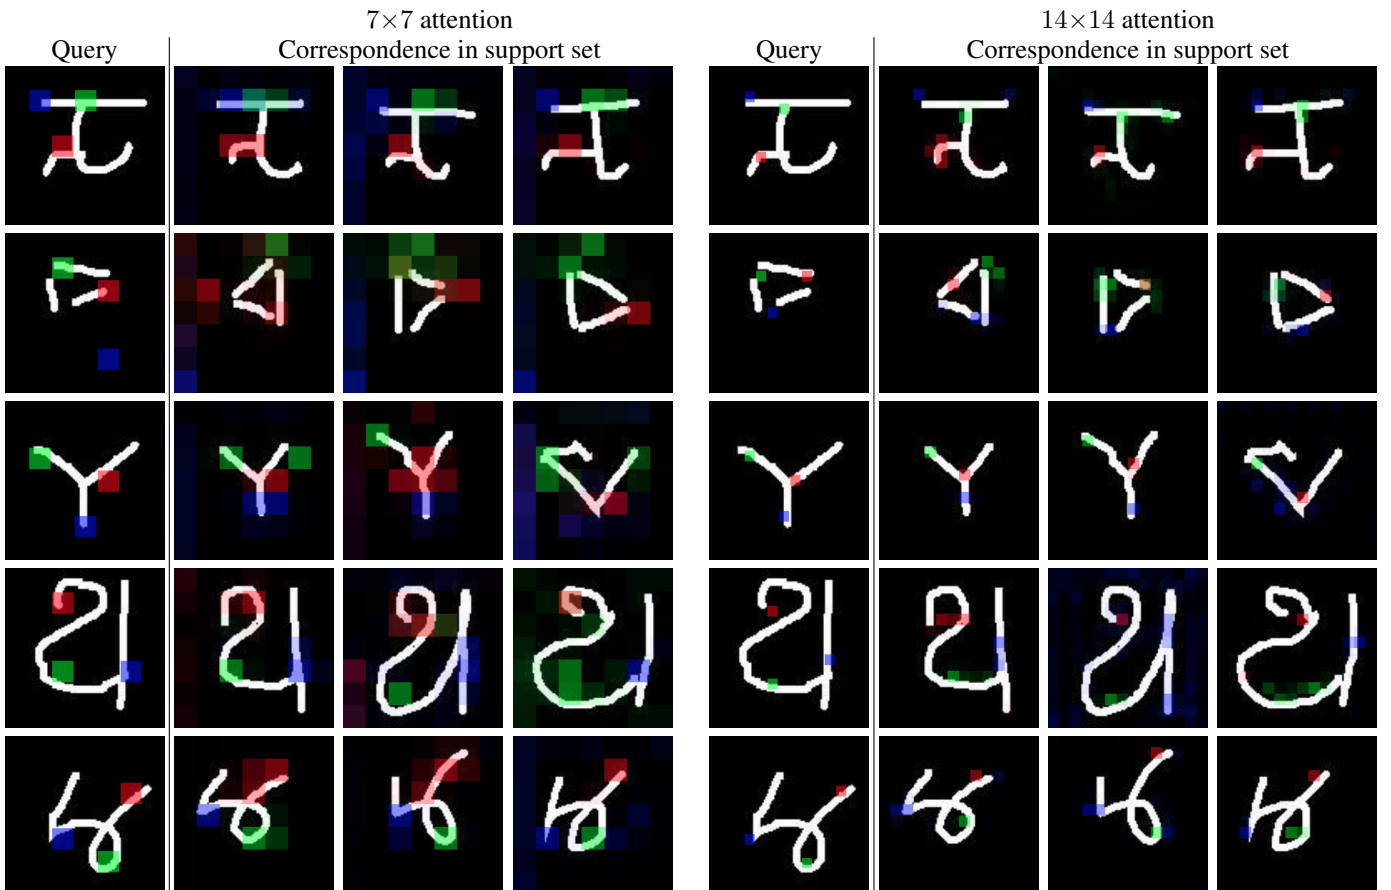 7×7 attention 14×14 attention
Query Correspondence in support set Query Correspondence in support set